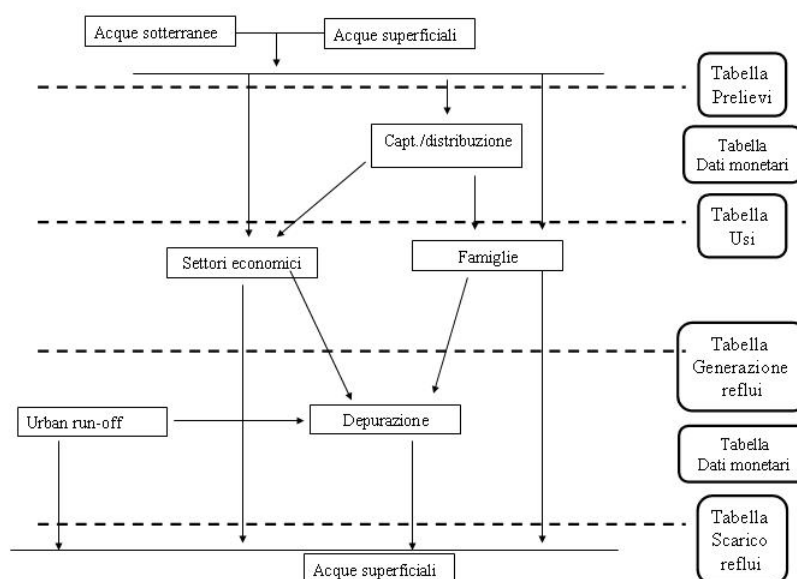 Acque sotterranee
Acque superficiali
Tabella
Prelievi
Capt./distribuzione
Tabella
Dati monetari
Tabella
Usi
Settori economici
Famiglie
Tabella
Generazione
reflui
Urban run-off
Depurazione
Tabella
Dati monetari
Tabella
Scarico
reflui
Acque superficiali